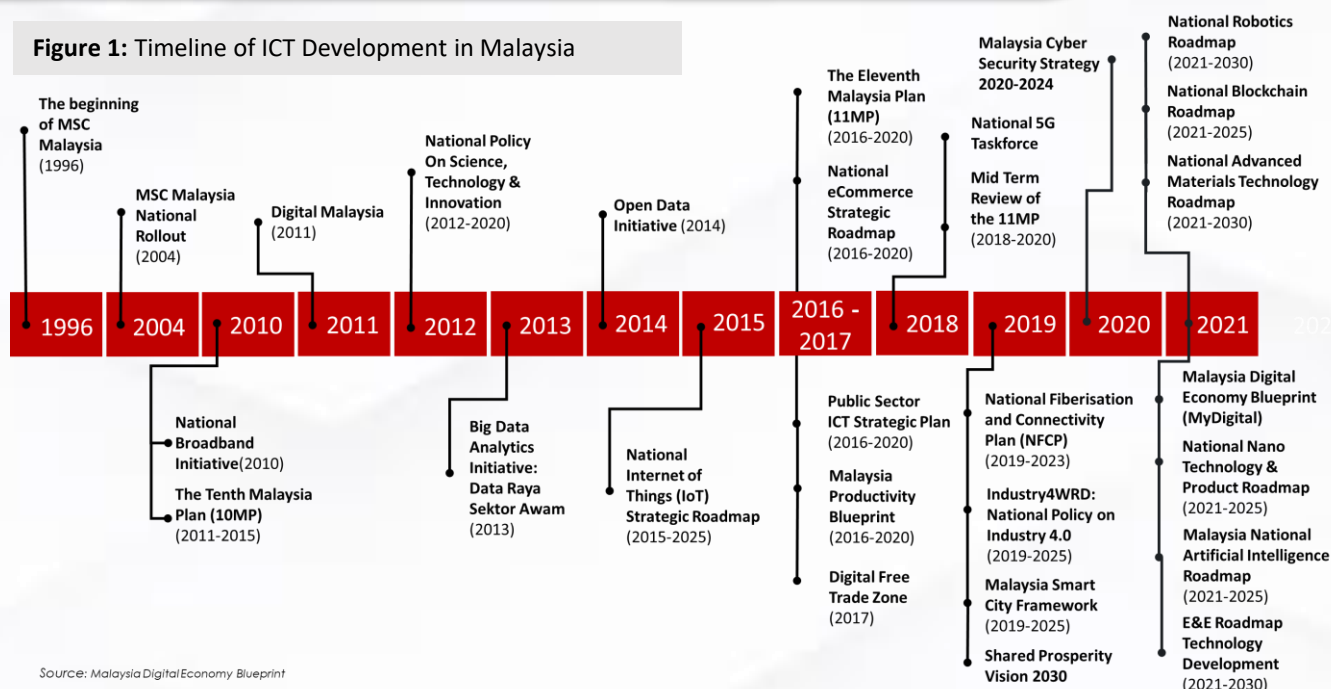 Figure 1: Timeline of ICT Development in Malaysia
The beginning
of MSC
Malaysia
(1996)
MSC Malaysia
National
Rollout
(2004)
Digital Malaysia
(2011)
National Policy
On Science,
Technology &
Innovation
(2012-2020)
Open Data
Initiative (2014)
The Eleventh
Malaysia Plan
(11MP)
(2016-2020)
National
eCommerce
Strategic
Roadmap
(2016-2020)
Malaysia Cyber
Security Strategy
2020-2024
National 5G
Taskforce
Mid Term
Review of
the 11MP
(2018-2020)
National Robotics
Roadmap
(2021-2030)
National Blockchain
Roadmap
(2021-2025)
National Advanced
Materials Technology
Roadmap
(2021-2030)
1996
2004
2010
2011
2012
2013
2014
2015
2016 -
2017
2018
2019
2020
2021
National
Broadband
Initiative(2010)
The Tenth Malaysia
Plan (10MP)
(2011-2015)
Big Data
Analytics
Initiative:
Data Raya
Sektor Awam
(2013)
National
Internet of
Things (IoT)
Strategic Roadmap
(2015-2025)
Public Sector
ICT Strategic Plan
(2016-2020)
Malaysia
Productivity
Blueprint
(2016-2020)
Digital Free
Trade Zone
(2017)
National Fiberisation
and Connectivity
Plan (NFCP)
(2019-2023)
Industry4WRD:
National Policy on
Industry 4.0
(2019-2025)
Malaysia Smart
City Framework
(2019-2025)
Shared Prosperity
Vision 2030
Malaysia Digital
Economy Blueprint
(MyDigital)
National Nano
Technology &
Product Roadmap
(2021-2025)
Malaysia National
Artificial Intelligence
Roadmap
(2021-2025)
E&E Roadmap
Technology
Development
(2021-2030)
Source: Malaysia Digital Economy Blueprint